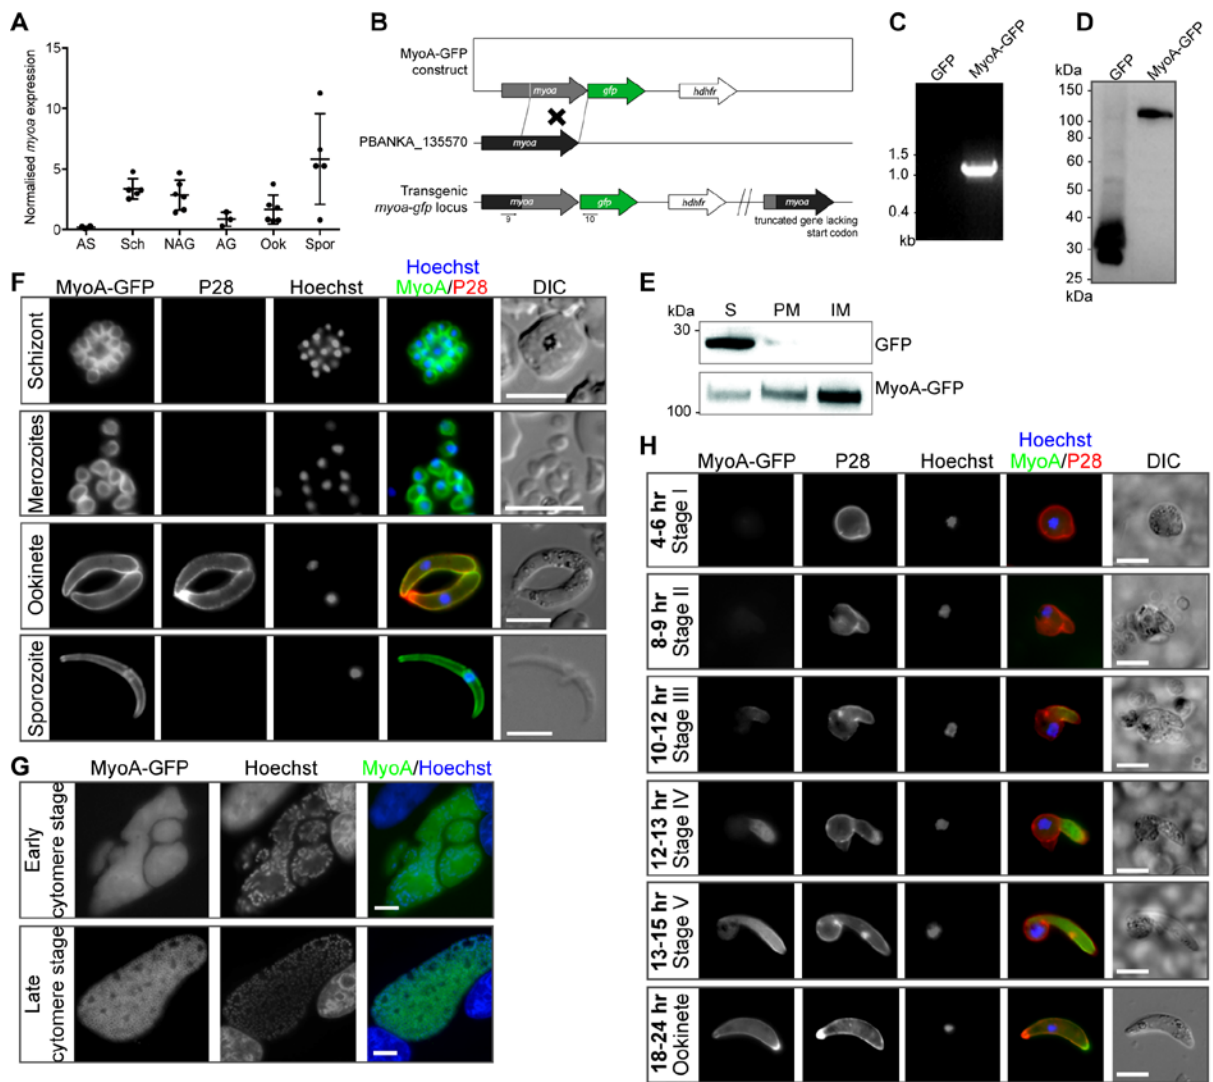 A
Normalised myoa expression
15
10
5
0
AS Sch NAG AG Ook Spor
B
MyoA-GFP
construct
myoa gfp hdhfr
PBANKA_135570
myoa
Transgenic
myoa-gfp locus
myoa gfp hdhfr myoa
9 10
truncated gene lacking
start codon
C
GFP
MyoA-GFP
1.5
1.0
0.4
kb
D
GFP
MyoA-GFP
kDa
150
100
80
60
50
40
30
25
kDa
E
kDa S PM IM
30
GFP
MyoA-GFP
100
F
Hoechst
MyoA-GFP P28 Hoechst MyoA/P28 DIC
Schizont
Merozoites
Ookinete
Sporozoite
G
MyoA-GFP Hoechst MyoA/Hoechst
Early
cytomere stage
Late
cytomere stage
H
Hoechst
MyoA-GFP P28 Hoechst MyoA/P28 DIC
4-6 hr
Stage I
8-9 hr
Stage II
10-12 hr
Stage III
12-13 hr
Stage IV
13-15 hr
Stage V
18-24 hr
Ookinete